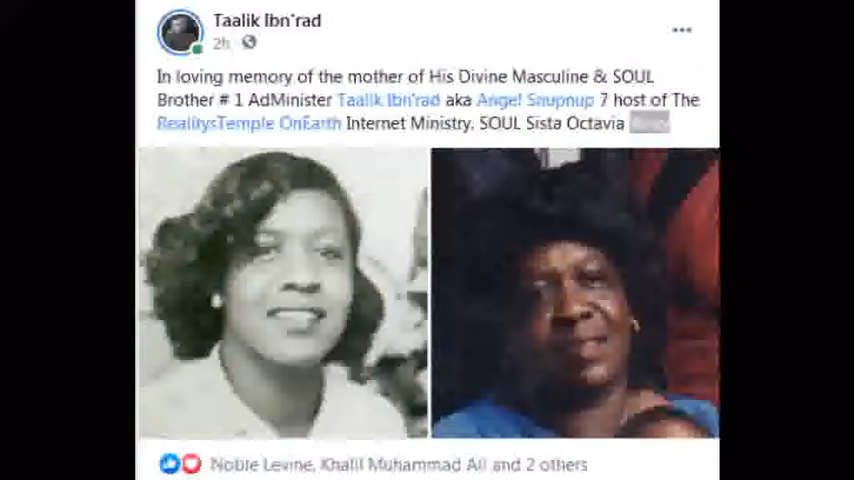 Taalik Ibn'rad
2h
In loving memory of the mother of His Divine Masculine & SOUL
Brother # 1 AdMinister Taalik Ibn'rad aka Angel Snupnup 7 host of The
RealitysTemple OnEarth Internet Ministry, SOUL Sista Octavia
Noble Levine, Khalil Muhammad Ali and 2 others